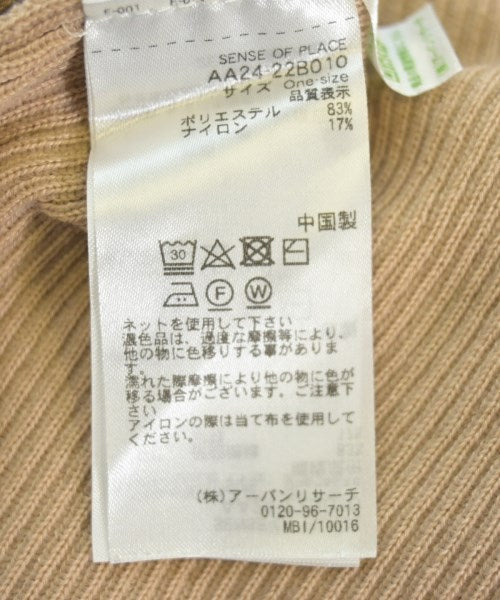 F-001
SENSE OF PLACE
AA24-22B010
サイズ One-size
品質表示
ポリエステル 83%
ナイロン 17%
中国製
30
F W
ネットを使用して下さい
濃色品は、過度な摩擦等により、
他の物に色移りする事がありま
す。
濡れた際摩擦により他の物に色が
移る場合がございます。ご注意下
さい
アイロンの際は当て布を使用して
ください。
(株)アーバンリサーチ
0120-96-7013
MBI/10016